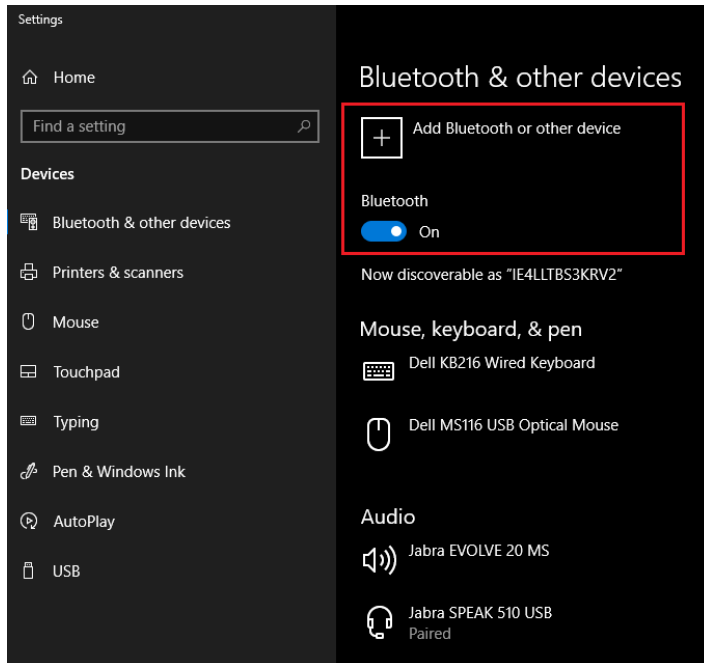 Settings
Home
Find a setting
Devices
Bluetooth & other devices
Printers & scanners
Mouse
Touchpad
Typing
Pen & Windows Ink
AutoPlay
USB
Bluetooth & other devices
Add Bluetooth or other device
Bluetooth
On
Now discoverable as "IE4LLTBS3KRV2"
Mouse, keyboard, & pen
Dell KB216 Wired Keyboard
Dell MS116 USB Optical Mouse
Audio
Jabra EVOLVE 20 MS
Jabra SPEAK 510 USB
Paired